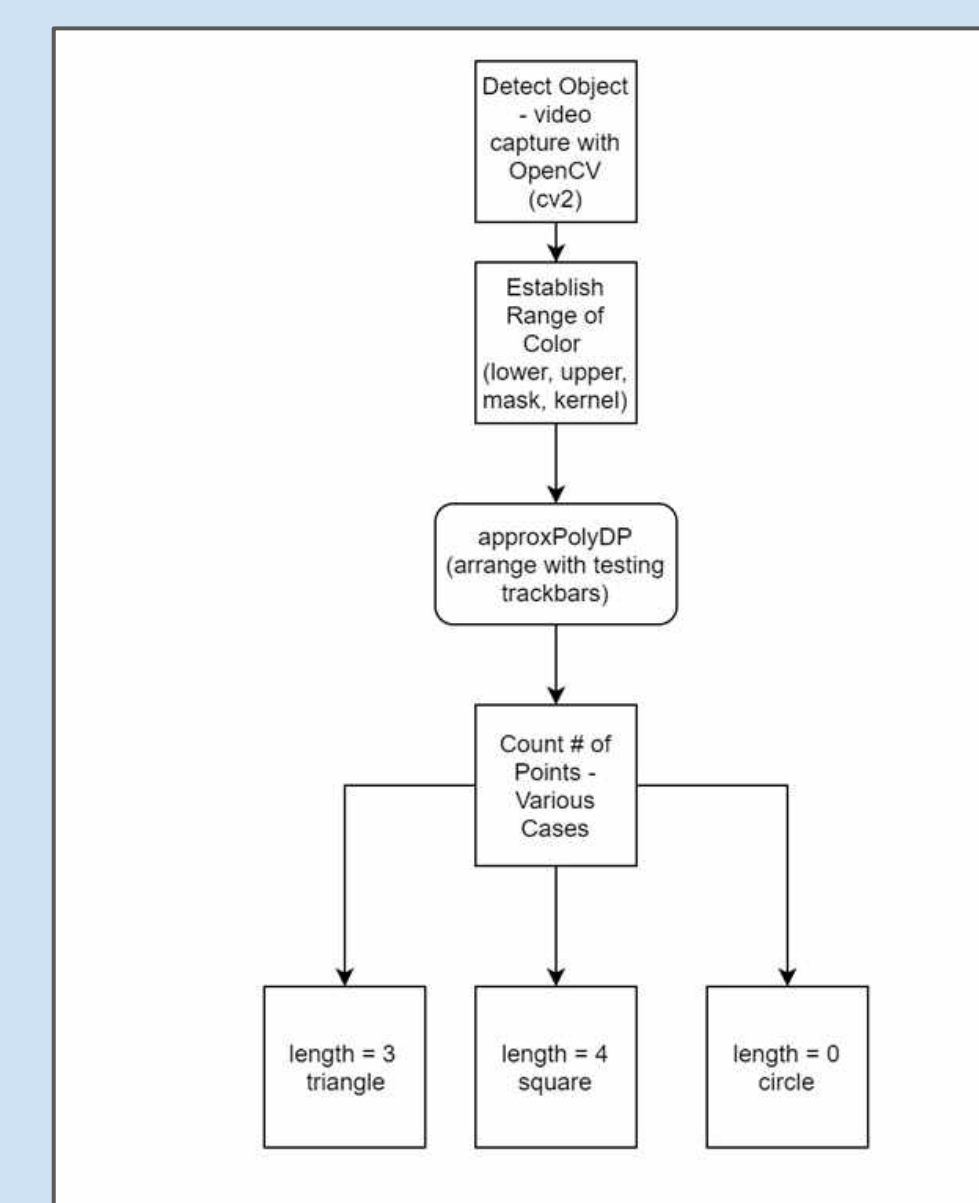 Detect Object
- video
capture with
OpenCV
(cv2)
Establish
Range of
Color
(lower, upper,
mask, kernel)
approxPolyDP
(arrange with testing
trackbars)
Count # of
Points -
Various
Cases
length = 3
triangle
length = 4
square
length = 0
circle